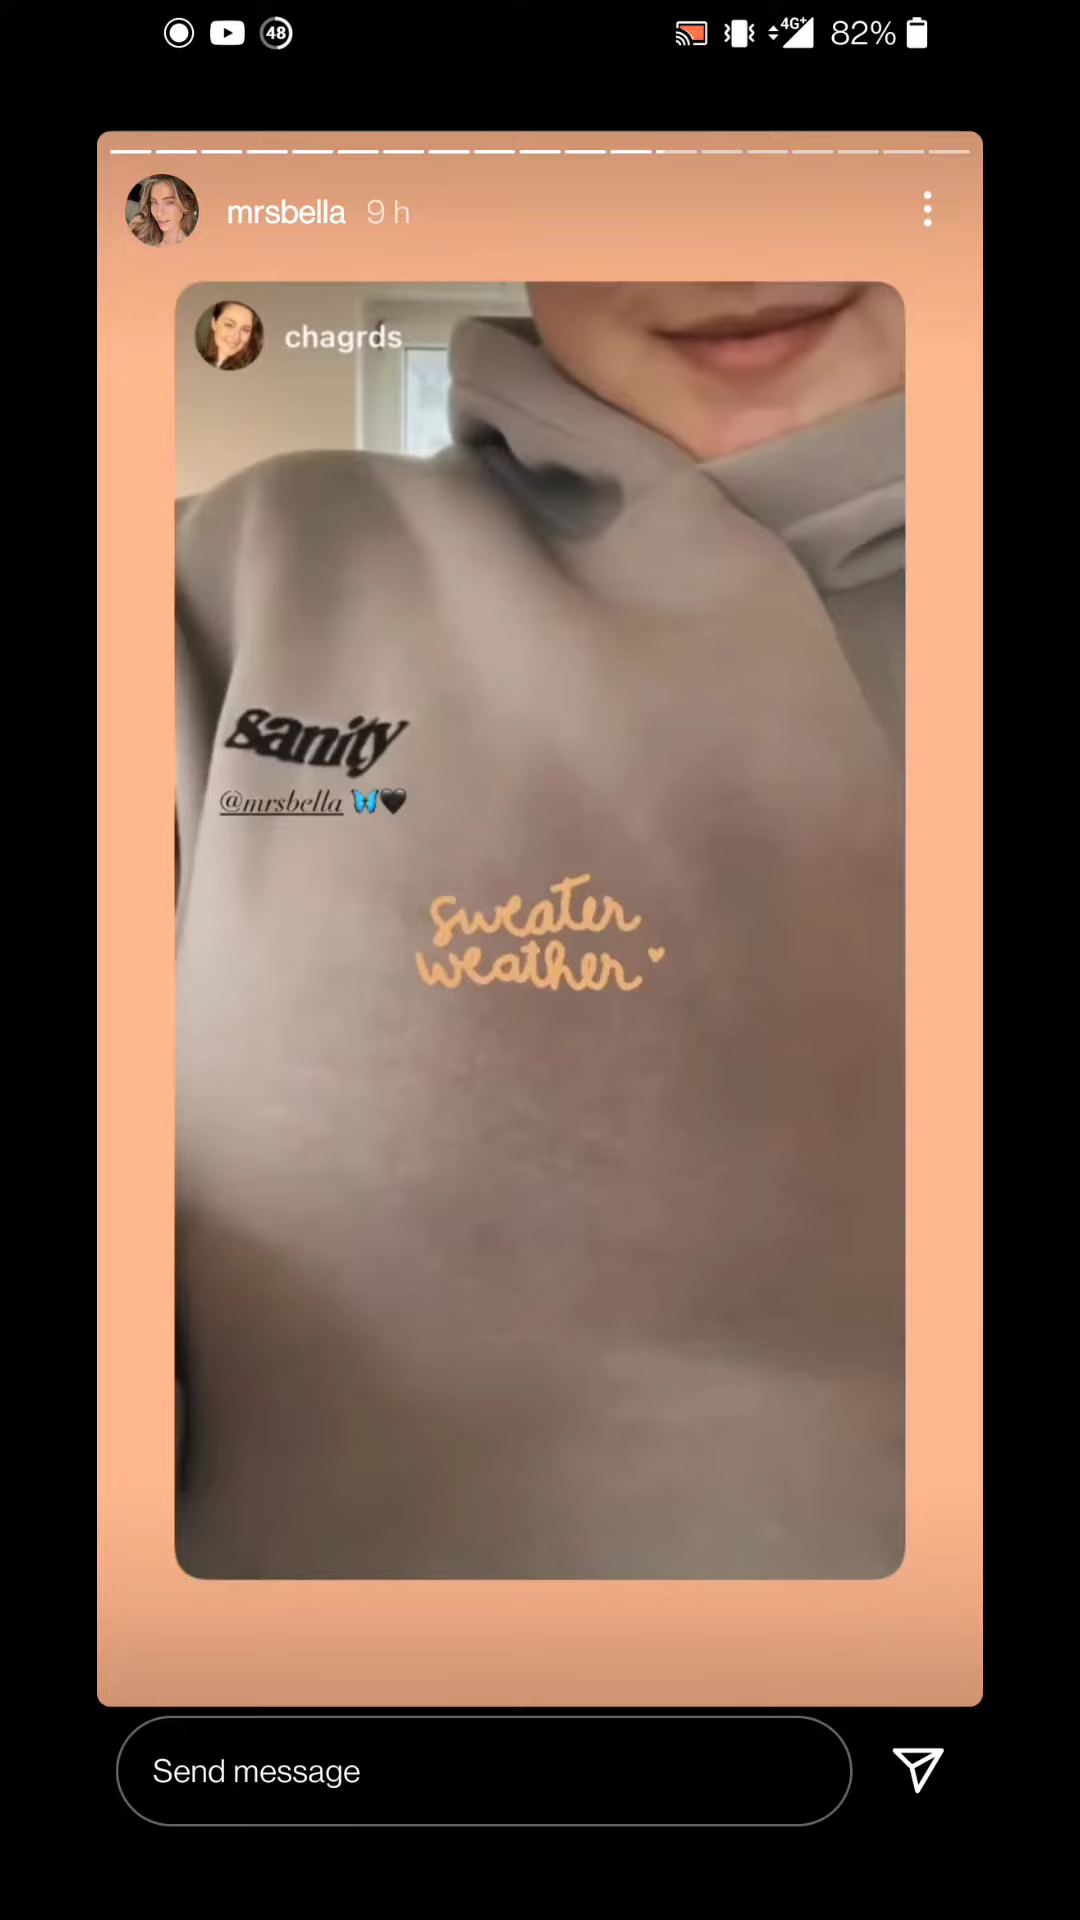 48 4G+ 82%
mrsbella 9 h
chagrds
sanity
@mrsbella 🦋🖤
sweater
weather
Send message